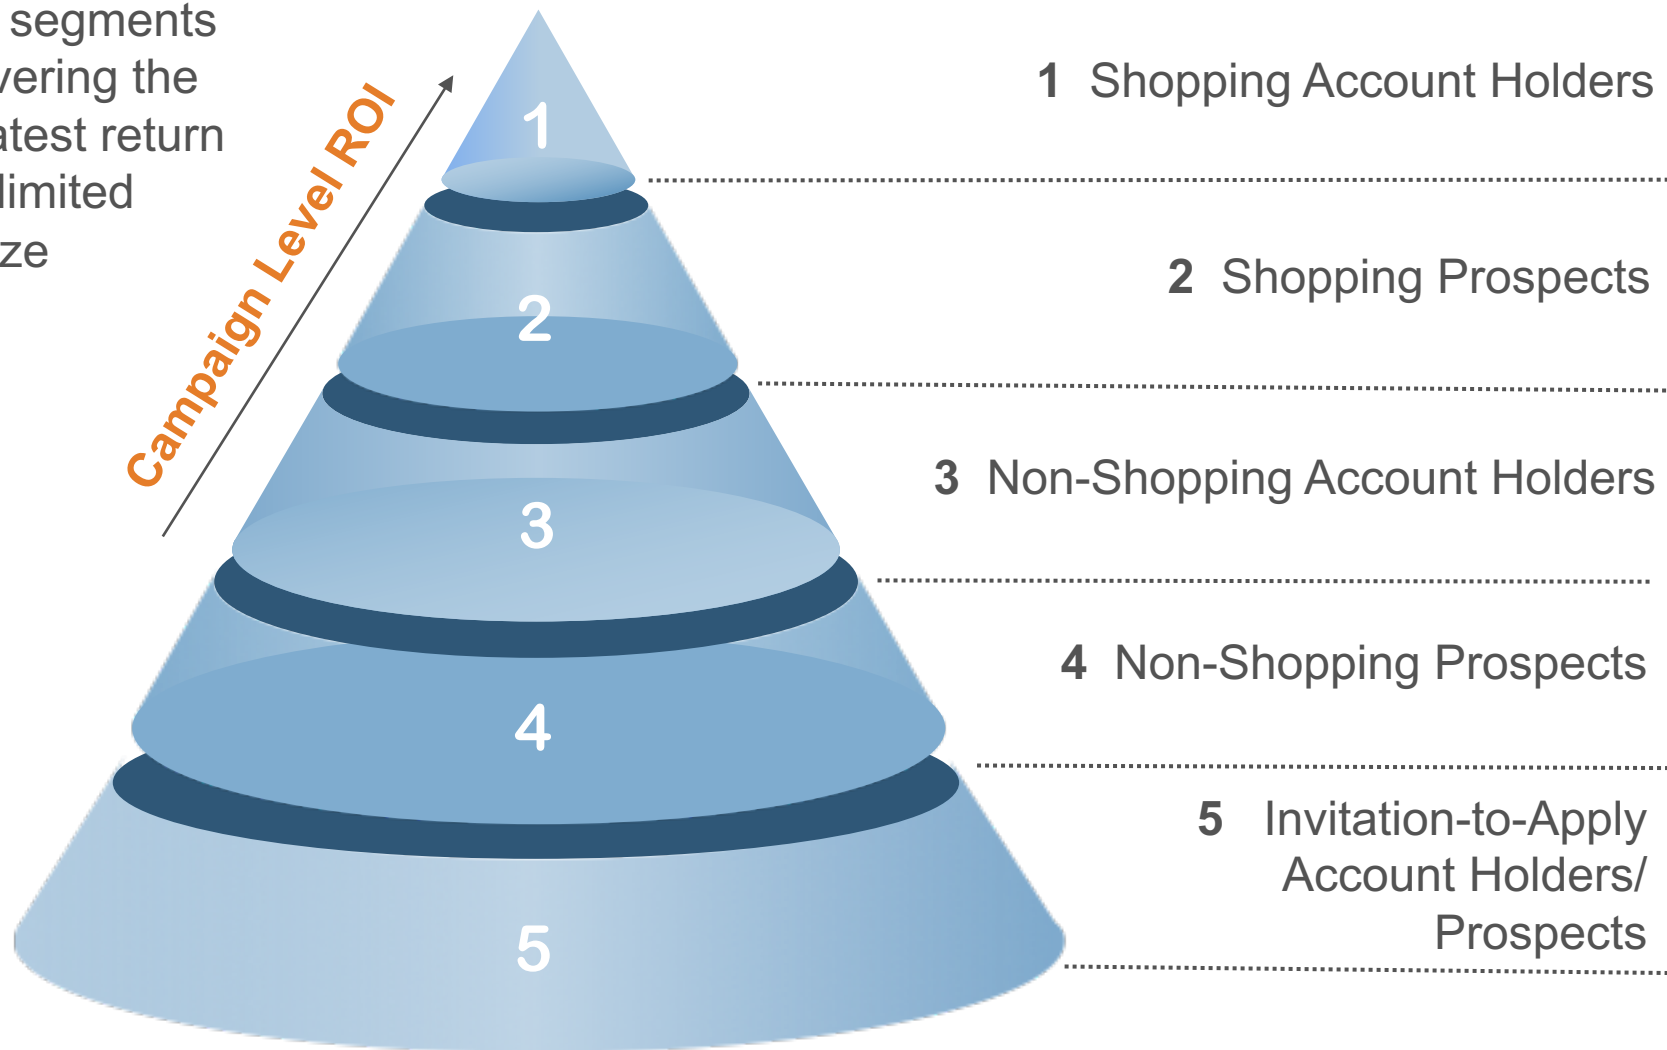 segments
vering the
atest return
limited
ze
Campaign Level ROI
1
2
3
4
5
1 Shopping Account Holders
2 Shopping Prospects
3 Non-Shopping Account Holders
4 Non-Shopping Prospects
5 Invitation-to-Apply
Account Holders/
Prospects